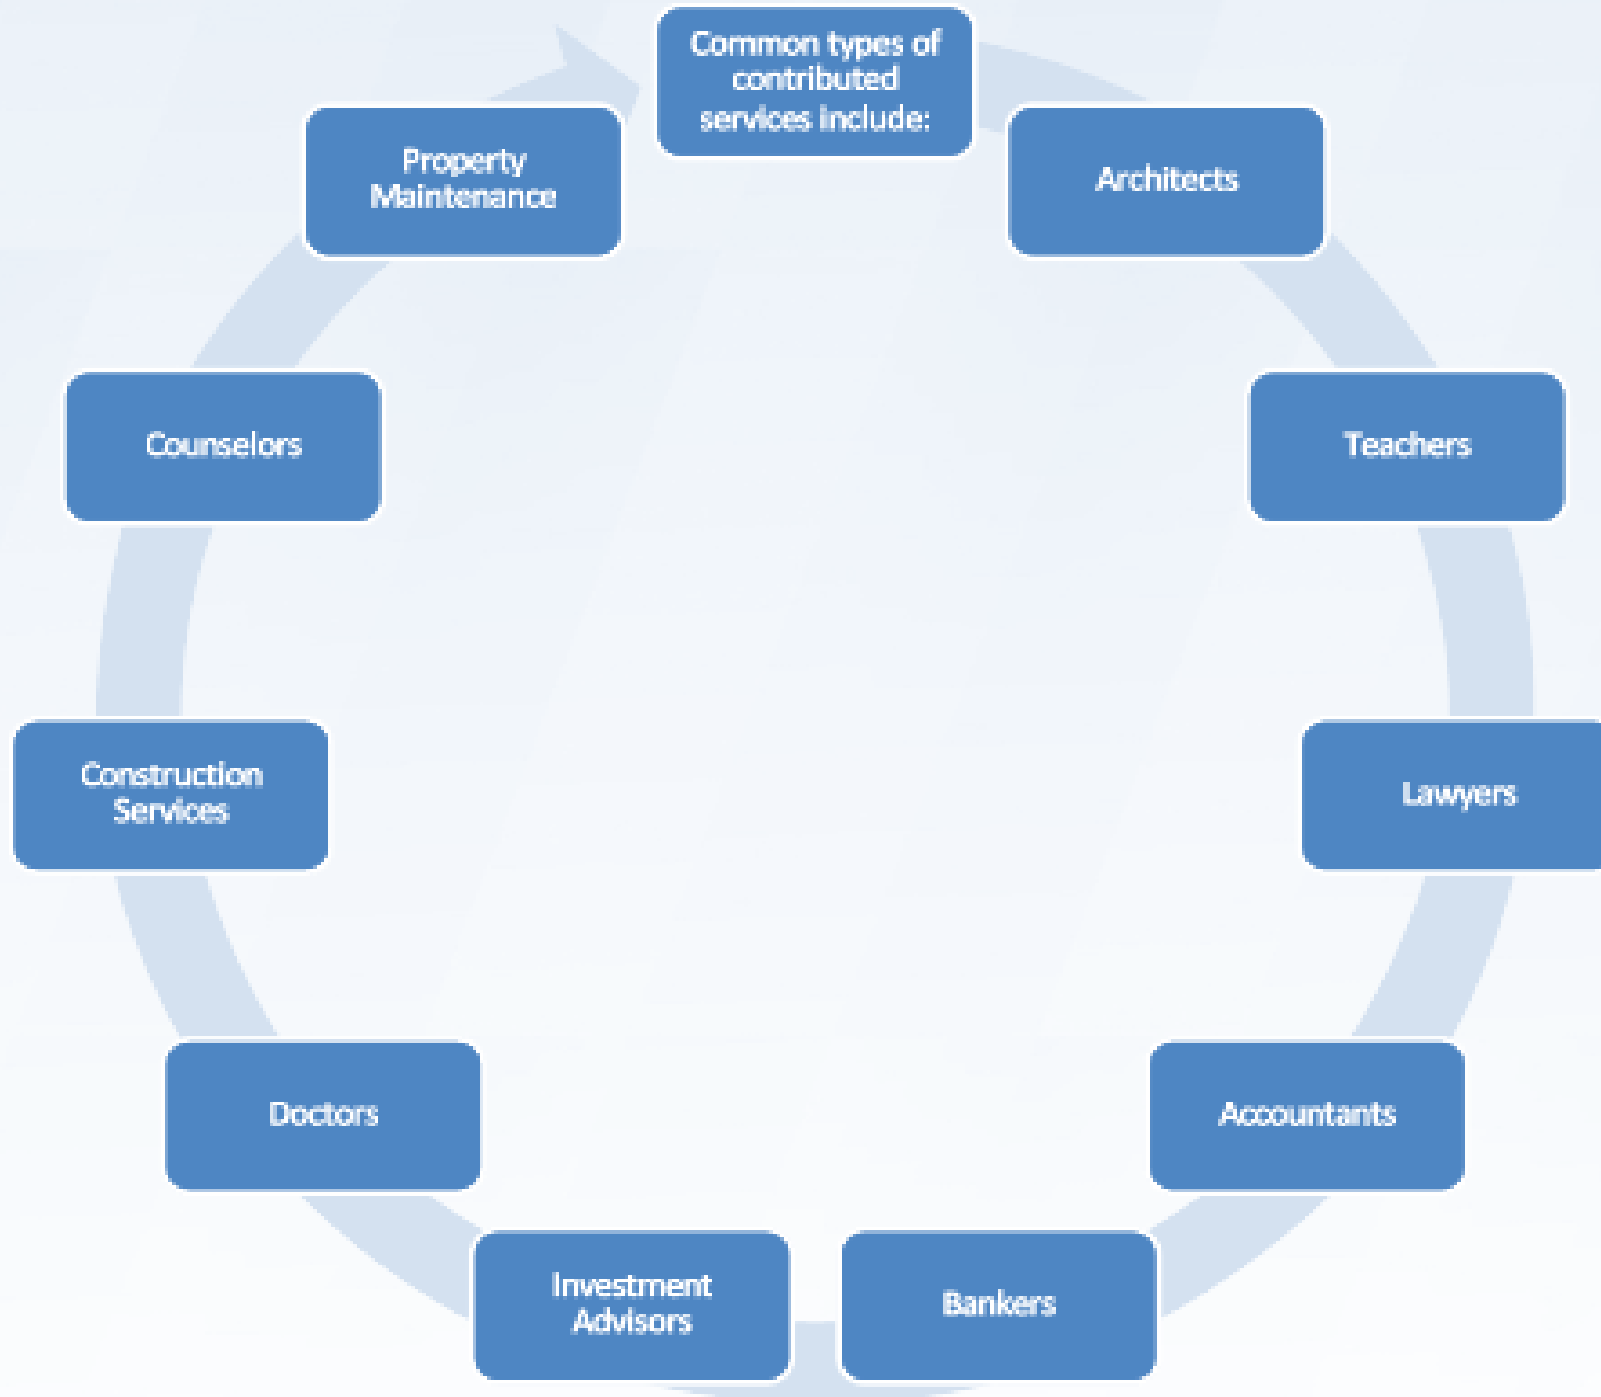 Common types of
contributed
services include:
Architects
Teachers
Lawyers
Accountants
Bankers
Investment
Advisors
Doctors
Construction
Services
Counselors
Property
Maintenance